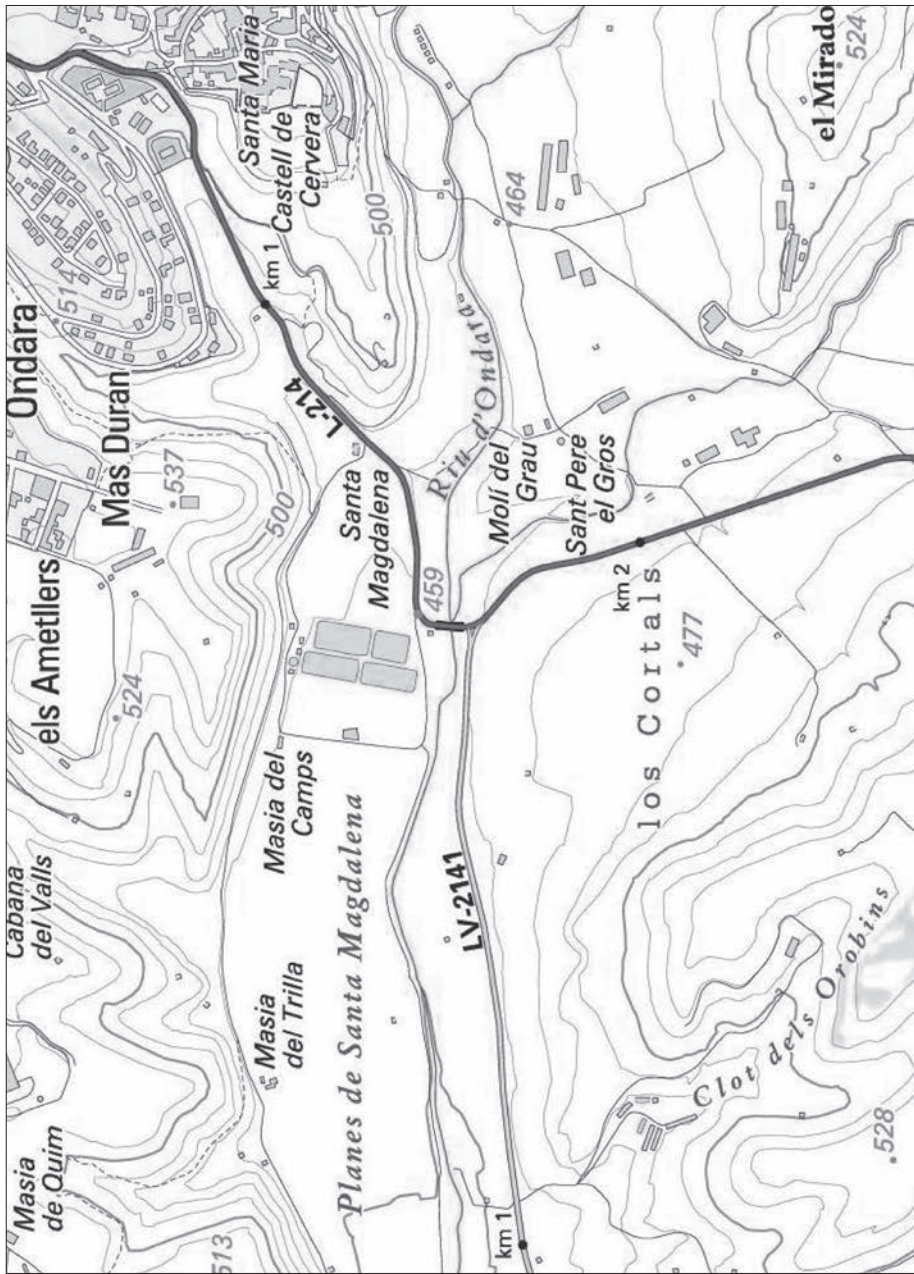 Ondara
els Ametllers
Mas Duran
Cabana
del Valls
Masia
de Quim
514
537
524
500
513
Santa Maria
Castell de
Cervera
500
km 1
L-214
Santa
Magdalena
Masia del
Camps
Masia
del Trilla
Planes de Santa Magdalena
Riu d'Ondara
459
464
Molí del
Grau
Sant Pere
el Gros
el Mirado
524
LV-2141
km 1
km 2
los Cortals
477
Clot dels Orobins
528